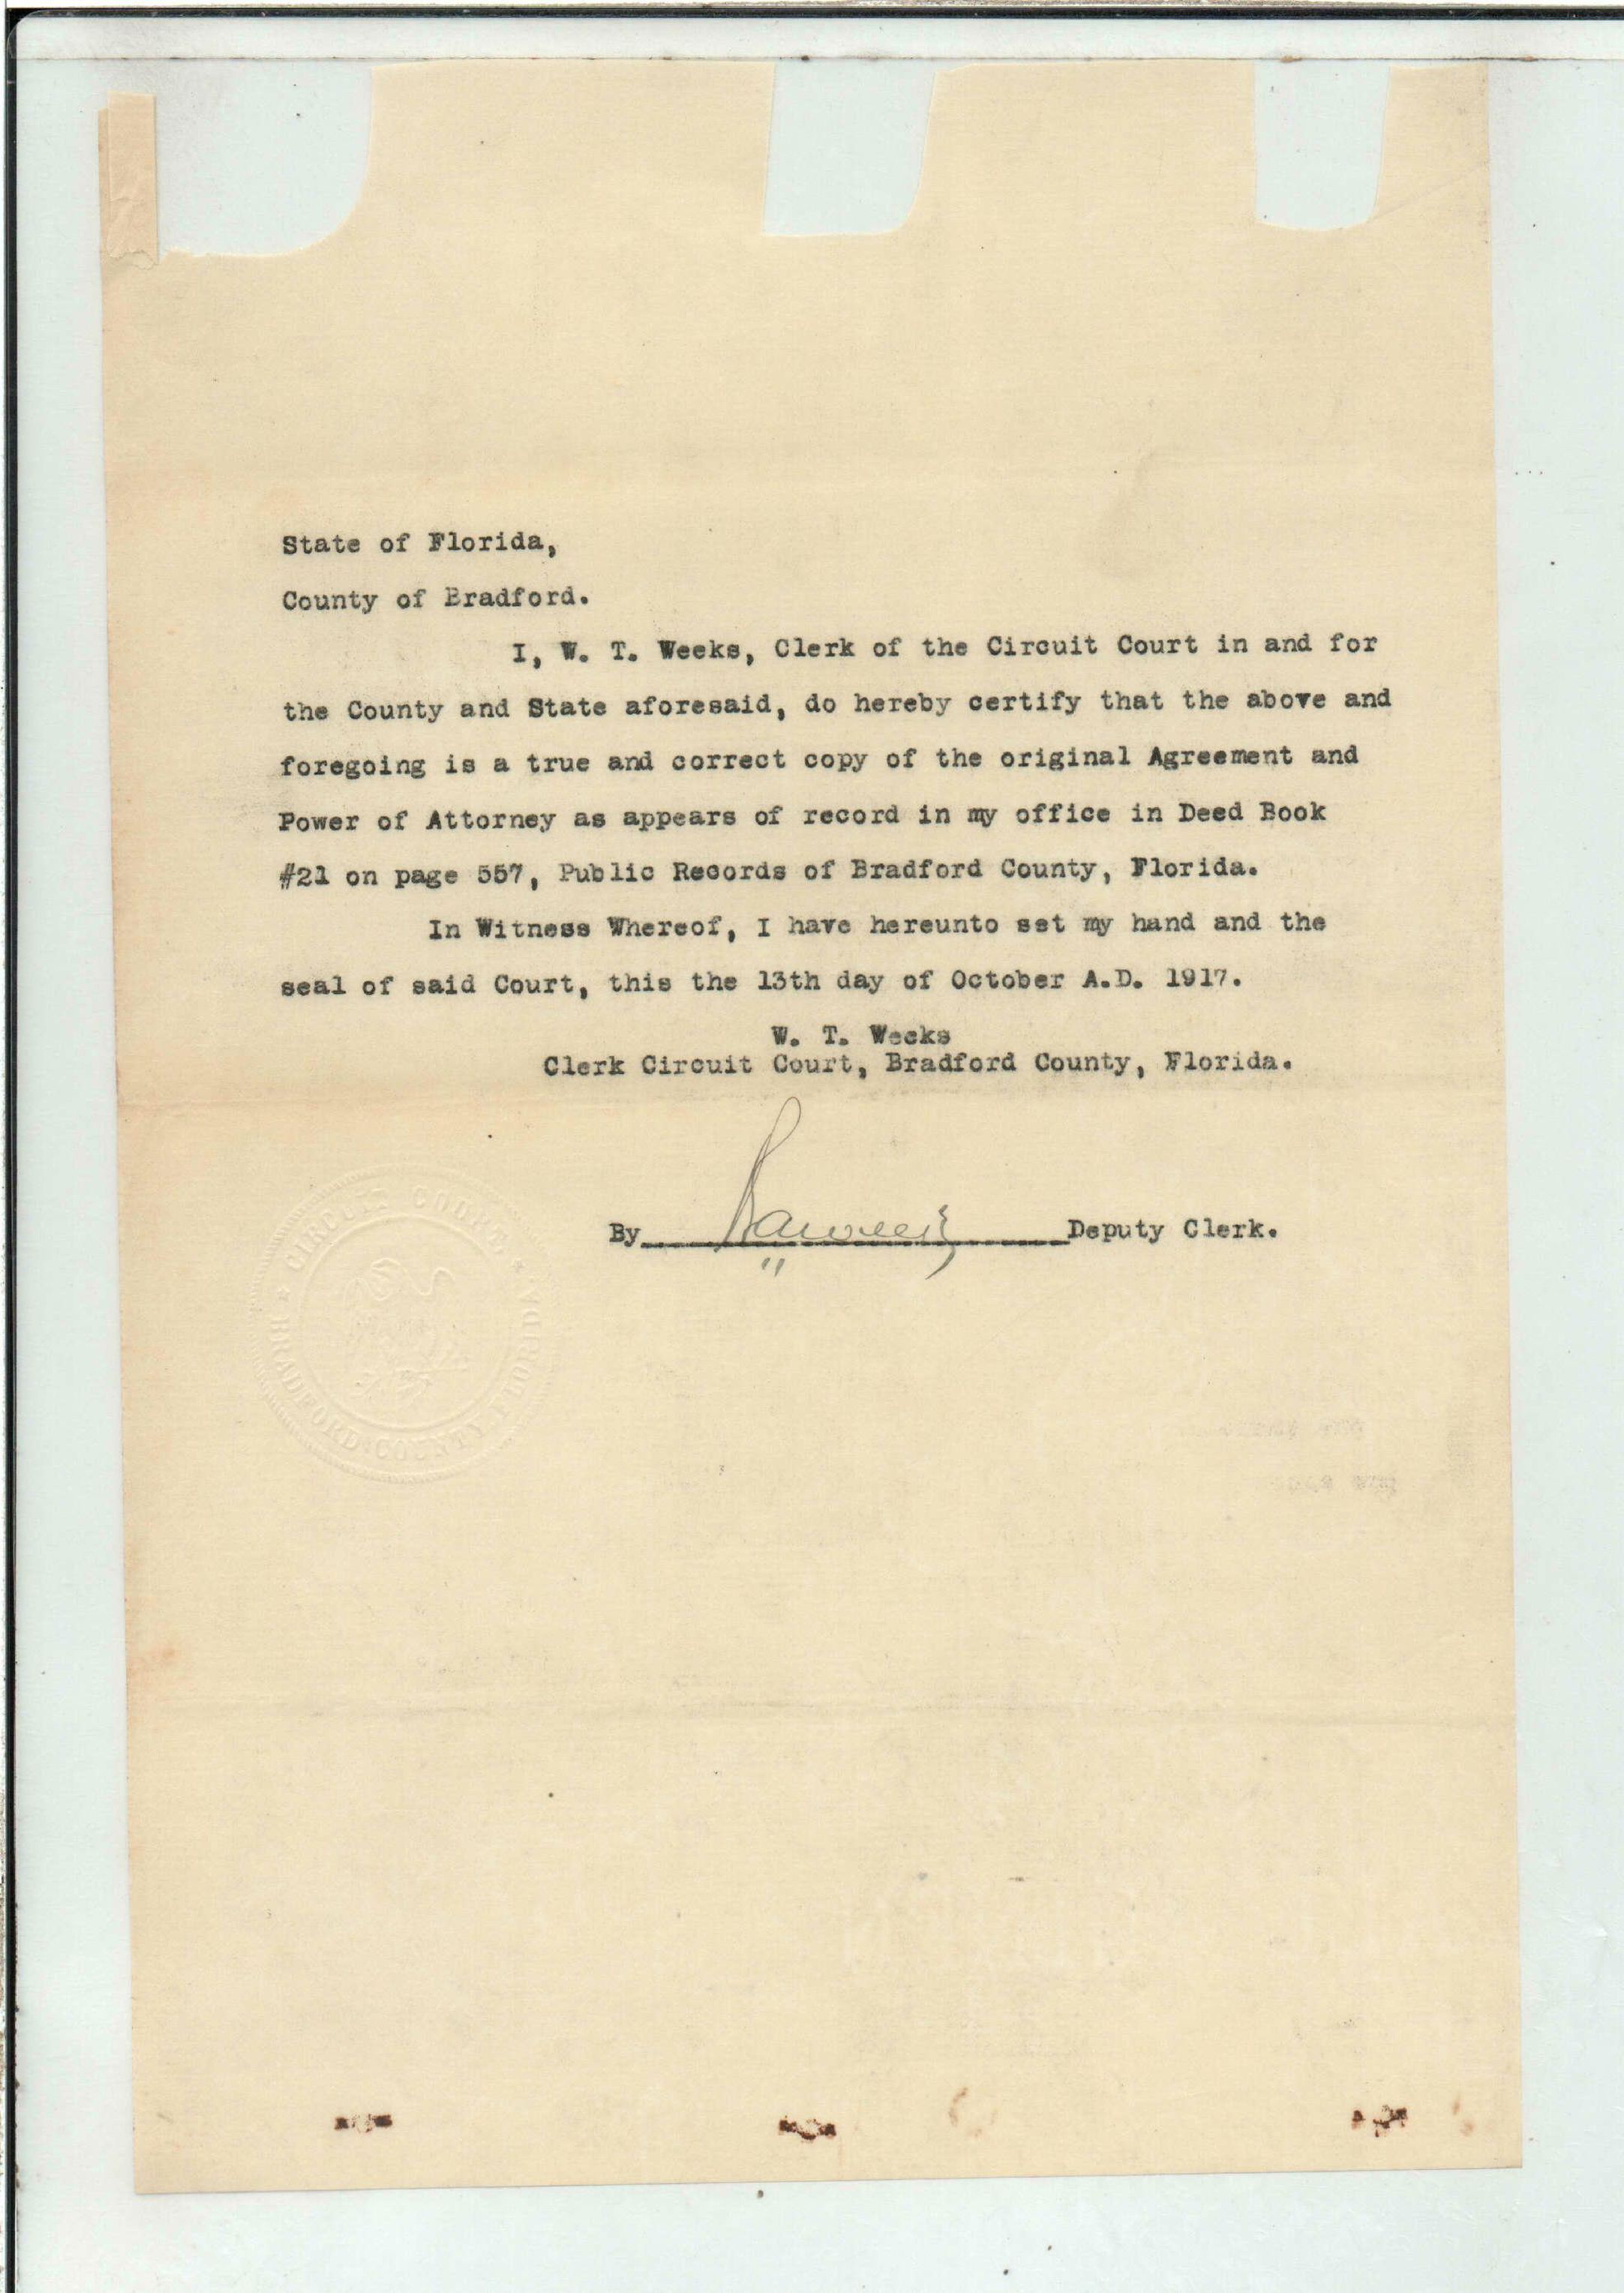 State of Florida,
County of Bradford.
I, W. T. Weeks, Clerk of the Circuit Court in and for
the County and State aforesaid, do hereby certify that the above and
foregoing is a true and correct copy of the original Agreement and
Power of Attorney as appears of record in my office in Deed Book
#21 on page 557, Public Records of Bradford County, Florida.
In Witness Whereof, I have hereunto set my hand and the
seal of said Court, this the 13th day of October A.D. 1917.
W. T. Weeks
Clerk Circuit Court, Bradford County, Florida.
By Deputy Clerk.
CIRCUIT COURT
BRADFORD COUNTY FLORIDA